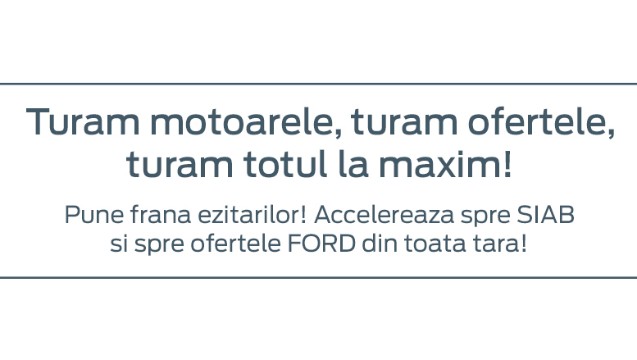 Turam motoarele, turam ofertele,
turam totul la maxim!
Pune frana ezitarilor! Accelereaza spre SIAB
si spre ofertele FORD din toata tara!